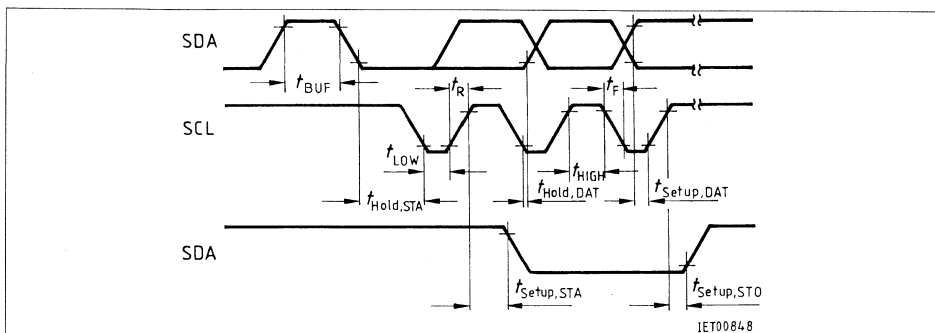 SDA
tBUF
tR
tF
SCL
tLOW
tHIGH
tHold,STA
tHold,DAT
tSetup,DAT
SDA
tSetup,STA
tSetup,STO
IET00848